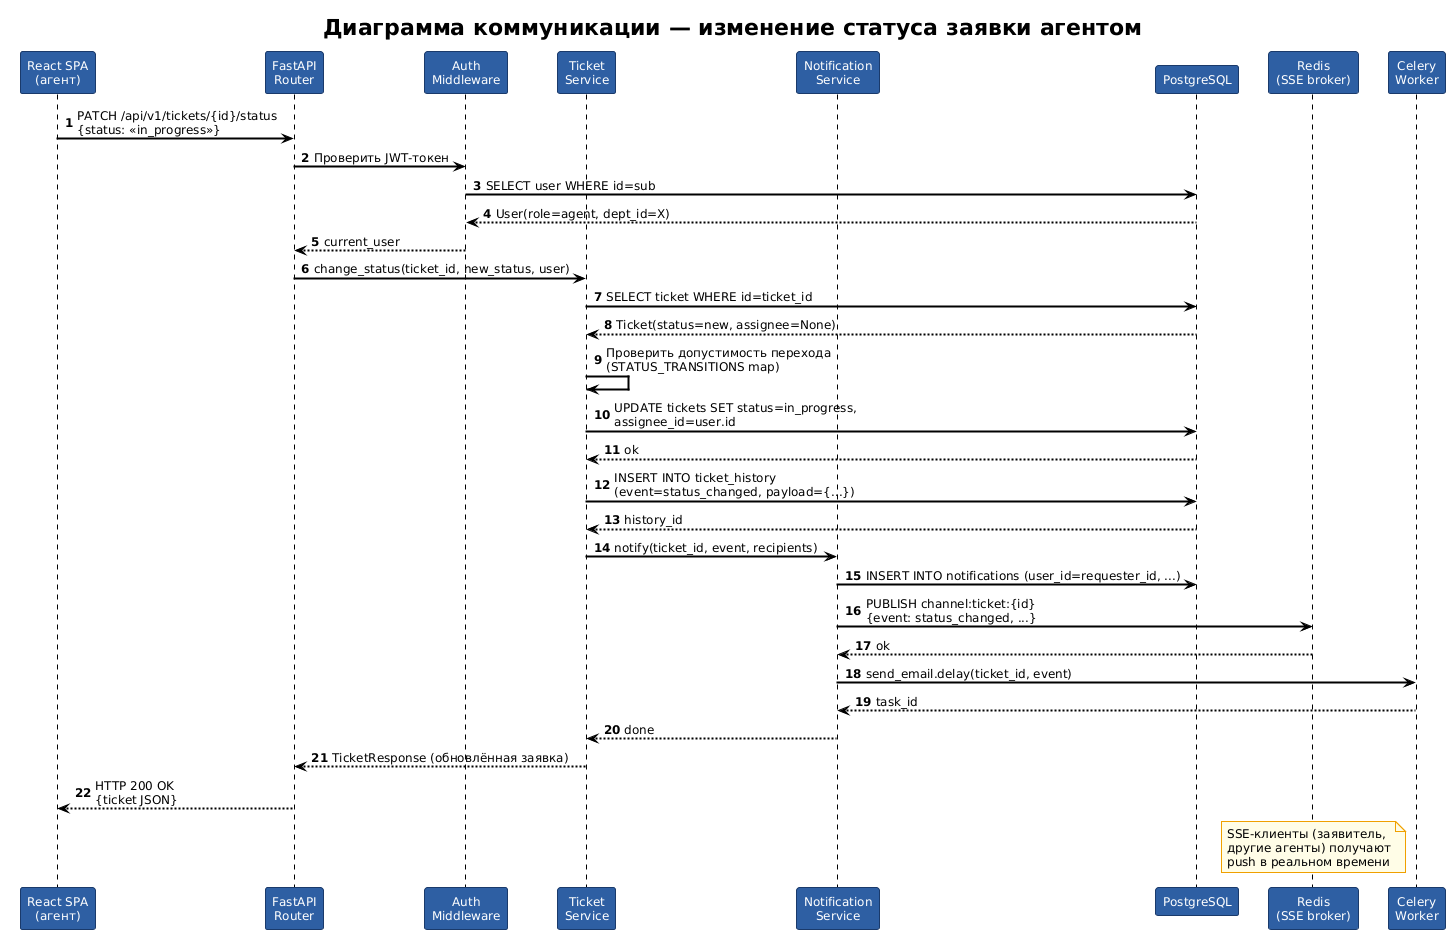 Диаграмма коммуникации — изменение статуса заявки агентом
React SPA
(агент)
FastAPI
Router
Auth
Middleware
Ticket
Service
Notification
Service
PostgreSQL
Redis
(SSE broker)
Celery
Worker
1 PATCH /api/v1/tickets/{id}/status
{status: «in_progress»}
2 Проверить JWT-токен
3 SELECT user WHERE id=sub
4 User(role=agent, dept_id=X)
5 current_user
6 change_status(ticket_id, new_status, user)
7 SELECT ticket WHERE id=ticket_id
8 Ticket(status=new, assignee=None)
9 Проверить допустимость перехода
(STATUS_TRANSITIONS map)
10 UPDATE tickets SET status=in_progress,
assignee_id=user.id
11 ok
12 INSERT INTO ticket_history
(event=status_changed, payload={...})
13 history_id
14 notify(ticket_id, event, recipients)
15 INSERT INTO notifications (user_id=requester_id, ...)
16 PUBLISH channel:ticket:{id}
{event: status_changed, ...}
17 ok
18 send_email.delay(ticket_id, event)
19 task_id
20 done
21 TicketResponse (обновлённая заявка)
22 HTTP 200 OK
{ticket JSON}
SSE-клиенты (заявитель,
другие агенты) получают
push в реальном времени
React SPA
(агент)
FastAPI
Router
Auth
Middleware
Ticket
Service
Notification
Service
PostgreSQL
Redis
(SSE broker)
Celery
Worker